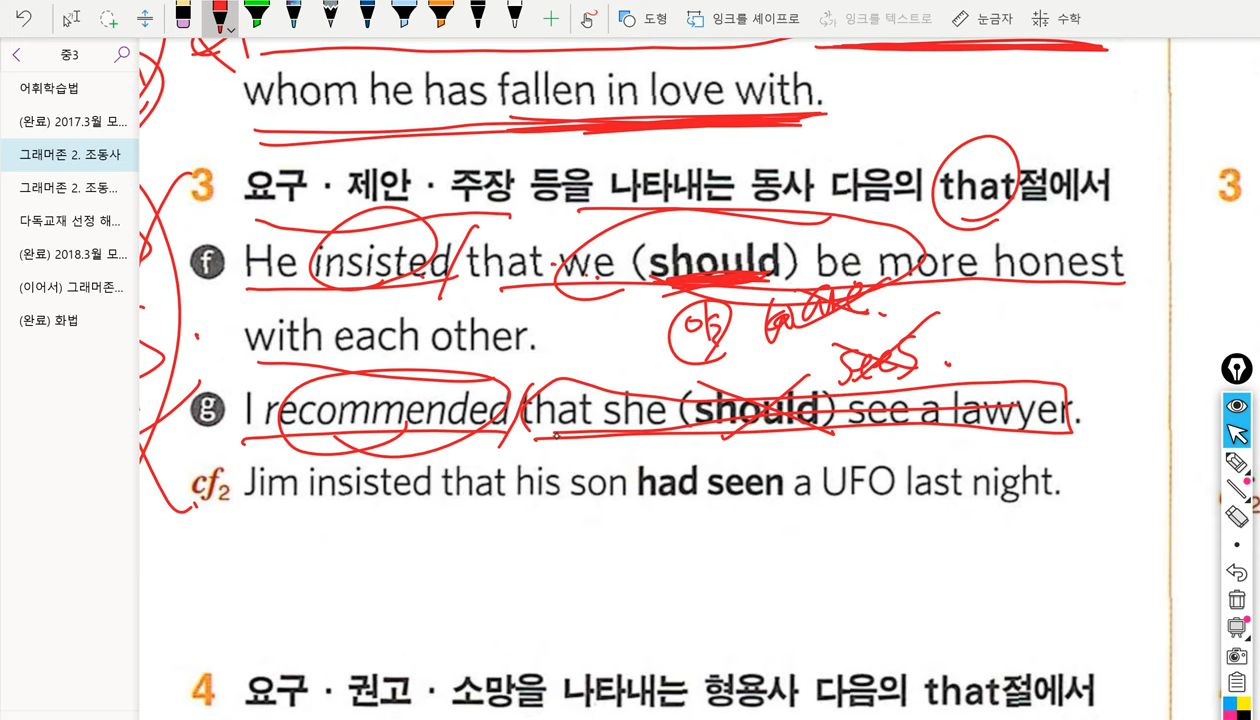 도형
잉크를 셰이프로
잉크를 텍스트로
눈금자
수학
중3
어휘학습법
(완료) 2017.3월 모...
그래머존 2. 조동사
그래머존 2. 조동...
다독교재 선정 해...
(완료) 2018.3월 모...
(이어서) 그래머존...
(완료) 화법
whom he has fallen in love with.
3 요구 · 제안 · 주장 등을 나타내는 동사 다음의 that절에서
f He insisted that we (should) be more honest
야
with each other.
sees
g I recommended that she (should) see a lawyer.
cf2 Jim insisted that his son had seen a UFO last night.
4 요구 · 권고 · 소망을 나타내는 형용사 다음의 that절에서
3